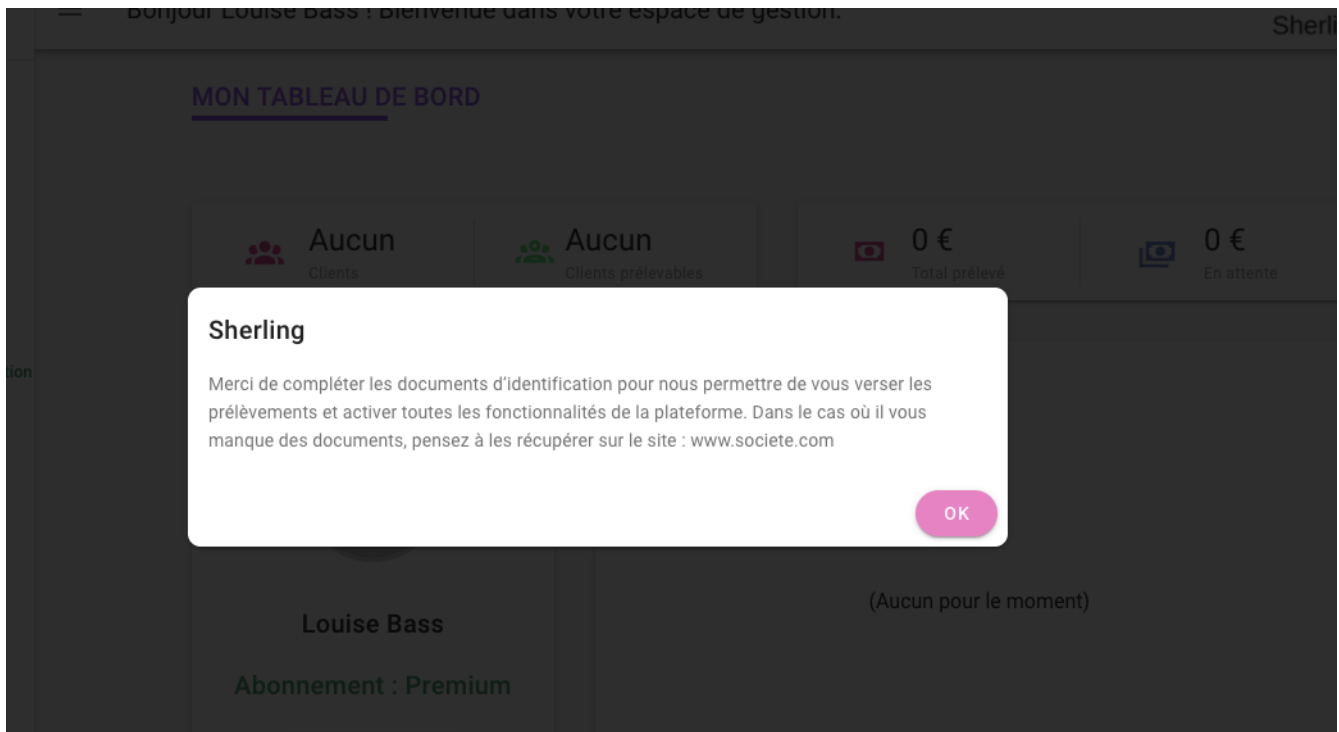 Bonjour Louise Bass ! Bienvenue dans votre espace de gestion.
MON TABLEAU DE BORD
Aucun
Clients
Aucun
Clients prélevables
0 €
Total prélevé
0 €
En attente
Sherling
Merci de compléter les documents d'identification pour nous permettre de vous verser les
prélèvements et activer toutes les fonctionnalités de la plateforme. Dans le cas où il vous
manque des documents, pensez à les récupérer sur le site : www.societe.com
OK
(Aucun pour le moment)
Louise Bass
Abonnement : Premium